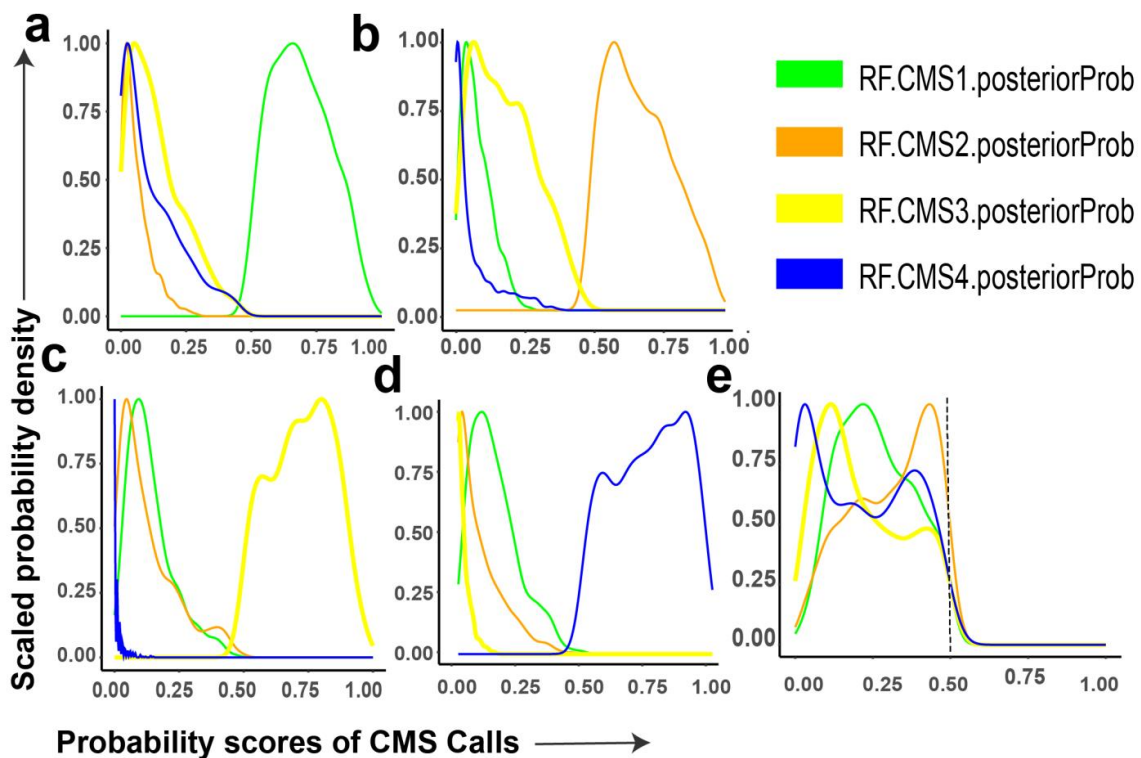 a
1.00
0.75
0.50
0.25
0.00
0.00 0.25 0.50 0.75 1.00
b
1.00
0.75
0.50
0.25
0.00
0.00 0.25 0.50 0.75 1.00
RF.CMS1.posteriorProb
RF.CMS2.posteriorProb
RF.CMS3.posteriorProb
RF.CMS4.posteriorProb
c
1.00
0.75
0.50
0.25
0.00
0.00 0.25 0.50 0.75 1.00
d
1.00
0.75
0.50
0.25
0.00
0.00 0.25 0.50 0.75 1.00
e
1.00
0.75
0.50
0.25
0.00
0.00 0.25 0.50 0.75 1.00
Scaled probability density
Probability scores of CMS Calls